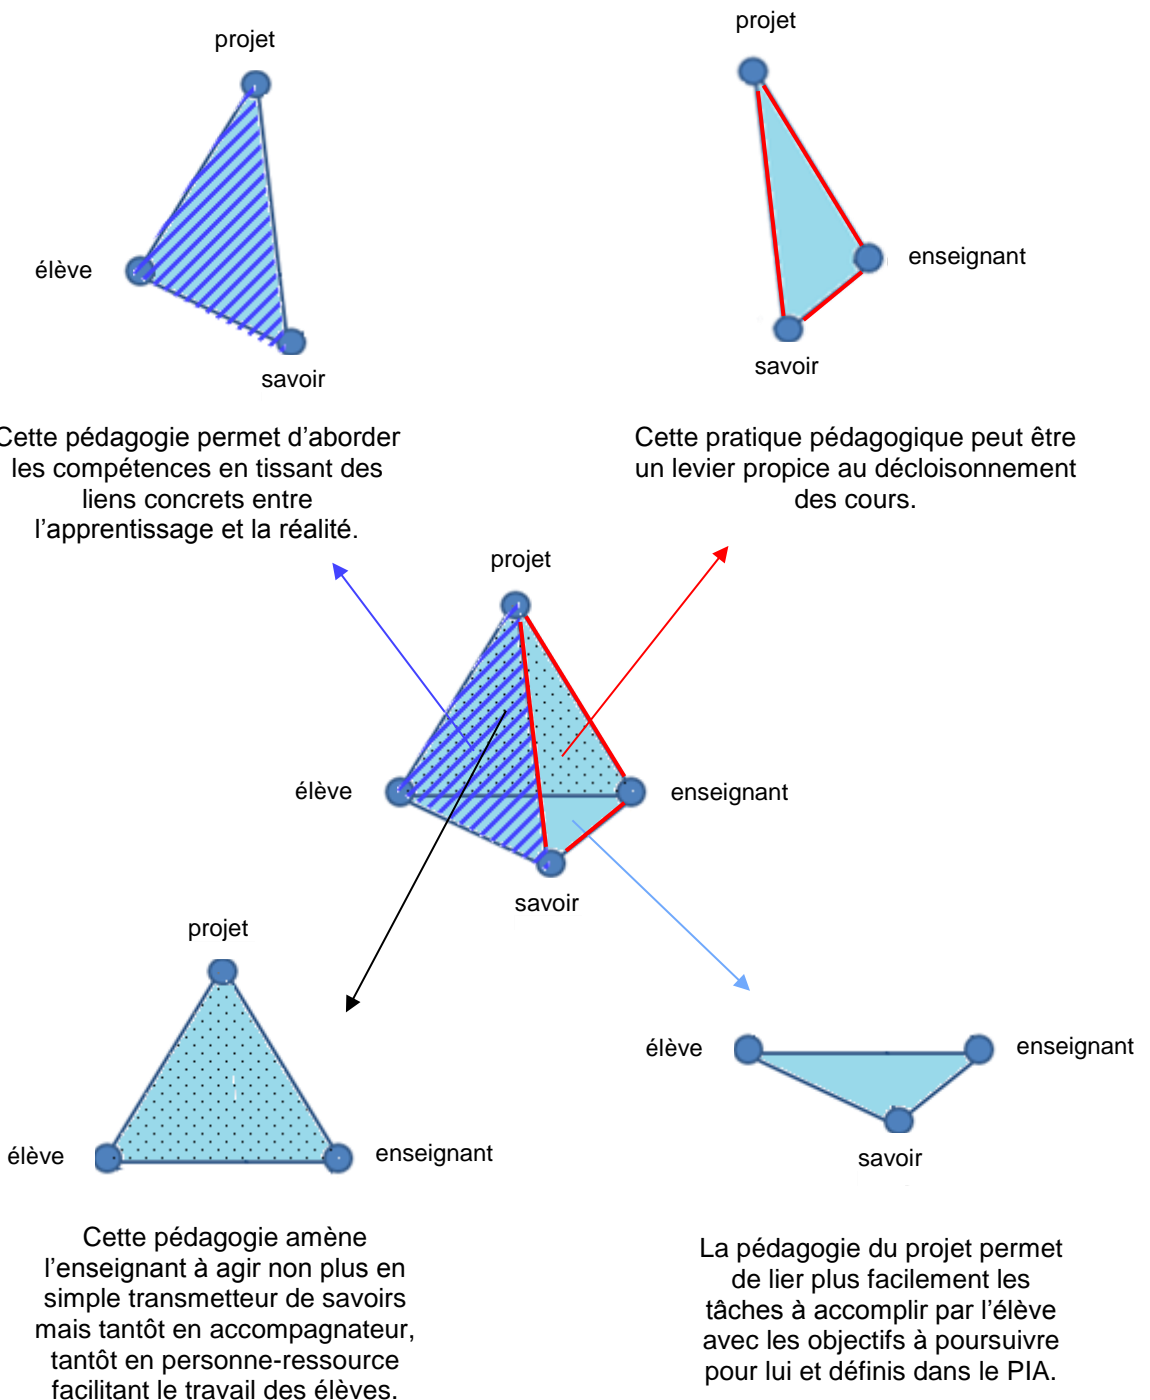 projet
élève
savoir
projet
enseignant
savoir
Cette pédagogie permet d’aborder
les compétences en tissant des
liens concrets entre
l’apprentissage et la réalité.
Cette pratique pédagogique peut être
un levier propice au décloisonnement
des cours.
projet
élève
enseignant
savoir
projet
élève
enseignant
élève
enseignant
savoir
Cette pédagogie amène
l’enseignant à agir non plus en
simple transmetteur de savoirs
mais tantôt en accompagnateur,
tantôt en personne-ressource
facilitant le travail des élèves.
La pédagogie du projet permet
de lier plus facilement les
tâches à accomplir par l’élève
avec les objectifs à poursuivre
pour lui et définis dans le PIA.